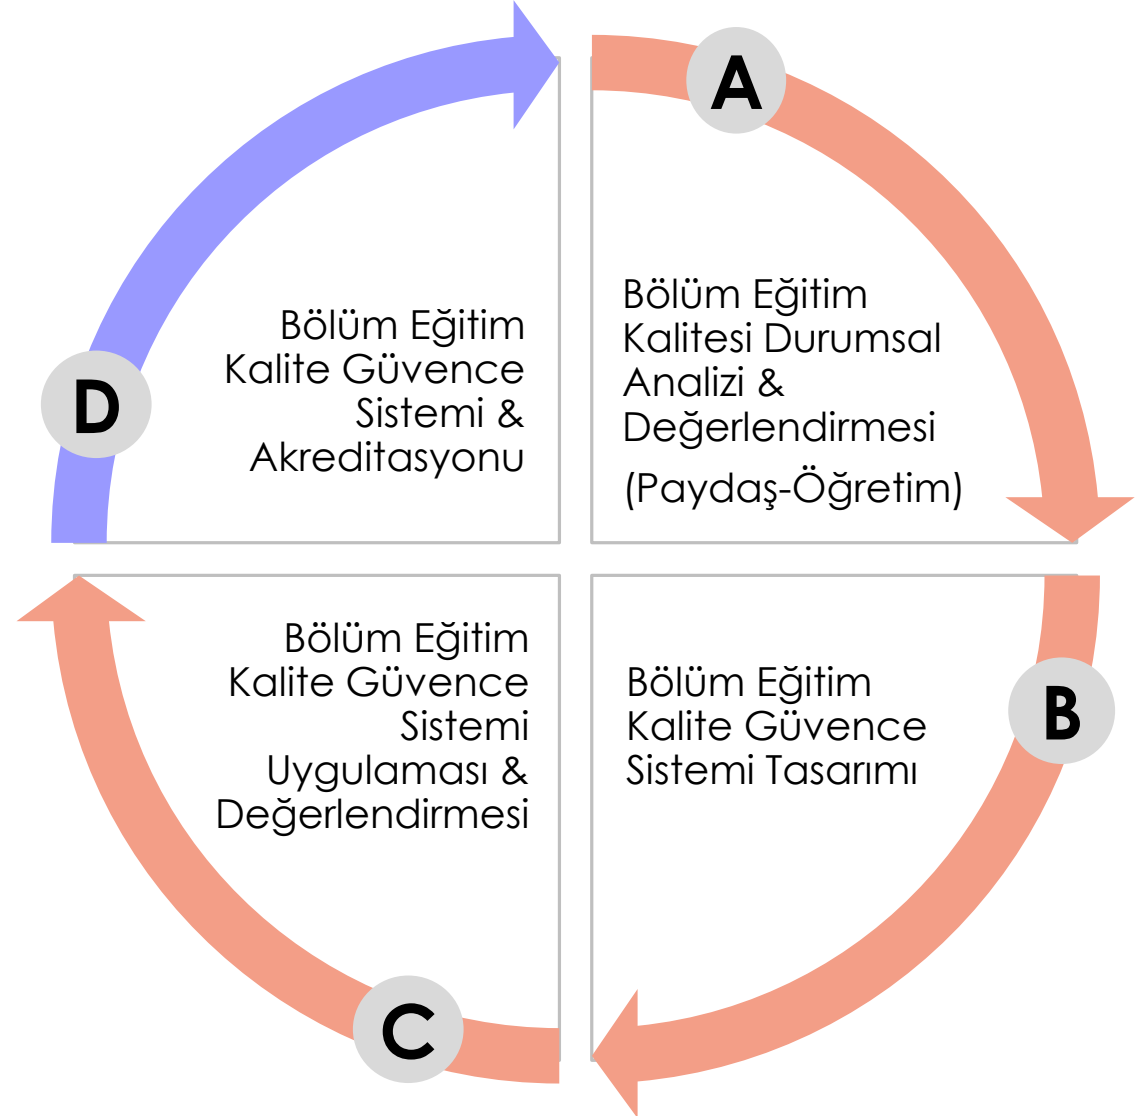 A
Bölüm Eğitim
Kalitesi Durumsal
Analizi &
Değerlendirmesi
(Paydaş-Öğretim)
B
Bölüm Eğitim
Kalite Güvence
Sistemi Tasarımı
C
Bölüm Eğitim
Kalite Güvence
Sistemi
Uygulaması &
Değerlendirmesi
D
Bölüm Eğitim
Kalite Güvence
Sistemi &
Akreditasyonu